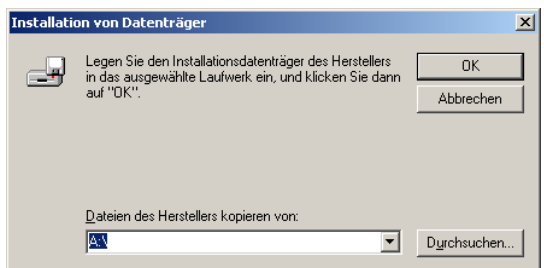 Installation von Datenträger
Legen Sie den Installationsdatenträger des Herstellers
in das ausgewählte Laufwerk ein, und klicken Sie dann
auf "OK".
OK
Abbrechen
Dateien des Herstellers kopieren von:
A:\
Durchsuchen...